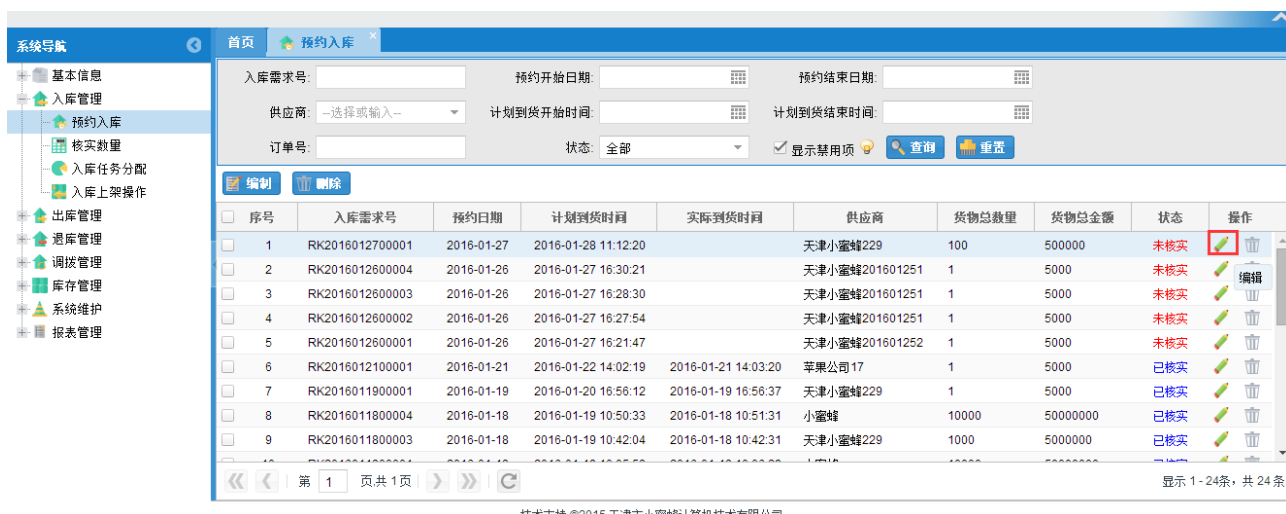 系统导航
首页 预约入库
基本信息
入库管理
预约入库
核实数量
入库任务分配
入库上架操作
出库管理
退库管理
调拨管理
库存管理
系统维护
报表管理
入库需求号: 预约开始日期: 预约结束日期:
供应商: --选择或输入-- 计划到货开始时间: 计划到货结束时间:
订单号: 状态: 全部 显示禁用项 查询 重置
编制 删除
序号 入库需求号 预约日期 计划到货时间 实际到货时间 供应商 货物总数量 货物总金额 状态 操作
1 RK2016012700001 2016-01-27 2016-01-28 11:12:20 天津小蜜蜂229 100 500000 未核实
2 RK2016012600004 2016-01-26 2016-01-27 16:30:21 天津小蜜蜂201601251 1 5000 未核实
编辑
3 RK2016012600003 2016-01-26 2016-01-27 16:28:30 天津小蜜蜂201601251 1 5000 未核实
4 RK2016012600002 2016-01-26 2016-01-27 16:27:54 天津小蜜蜂201601251 1 5000 未核实
5 RK2016012600001 2016-01-26 2016-01-27 16:21:47 天津小蜜蜂201601252 1 5000 未核实
6 RK2016012100001 2016-01-21 2016-01-22 14:02:19 2016-01-21 14:03:20 苹果公司17 1 5000 已核实
7 RK2016011900001 2016-01-19 2016-01-20 16:56:12 2016-01-19 16:56:37 天津小蜜蜂229 1 5000 已核实
8 RK2016011800004 2016-01-18 2016-01-19 10:50:33 2016-01-18 10:51:31 小蜜蜂 10000 50000000 已核实
9 RK2016011800003 2016-01-18 2016-01-19 10:42:04 2016-01-18 10:42:31 天津小蜜蜂229 1000 5000000 已核实
第 1 页,共 1页 显示 1 - 24条，共 24 条